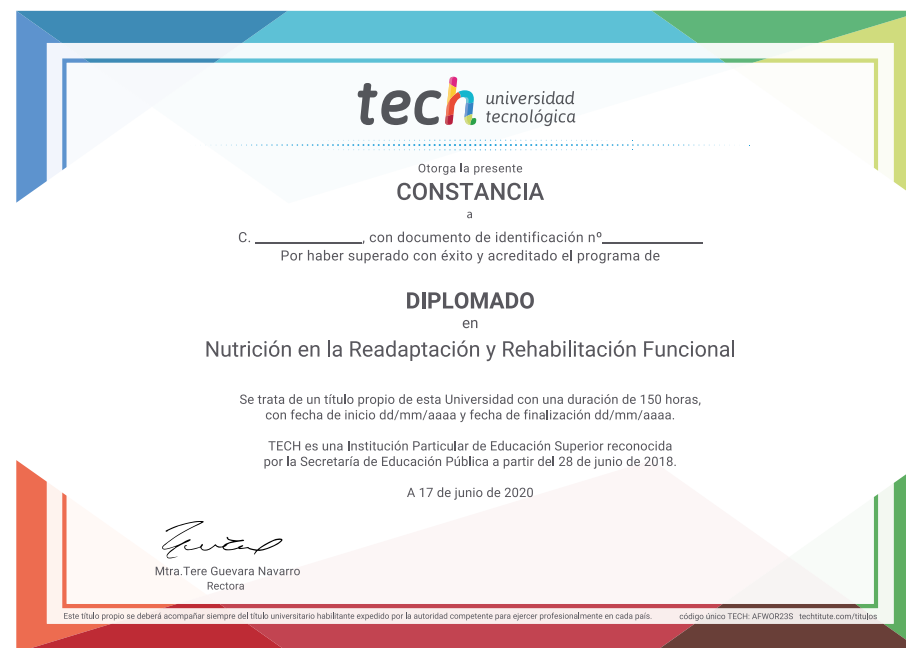 tech universidad
tecnológica
Otorga la presente
CONSTANCIA
a
C. ____________, con documento de identificación nº____________
Por haber superado con éxito y acreditado el programa de
DIPLOMADO
en
Nutrición en la Readaptación y Rehabilitación Funcional
Se trata de un título propio de esta Universidad con una duración de 150 horas,
con fecha de inicio dd/mm/aaaa y fecha de finalización dd/mm/aaaa.
TECH es una Institución Particular de Educación Superior reconocida
por la Secretaría de Educación Pública a partir del 28 de junio de 2018.
A 17 de junio de 2020
Mtra.Tere Guevara Navarro
Rectora
Este título propio se deberá acompañar siempre del título universitario habilitante expedido por la autoridad competente para ejercer profesionalmente en cada país. código único TECH: AFWOR23S techtitute.com/titulos